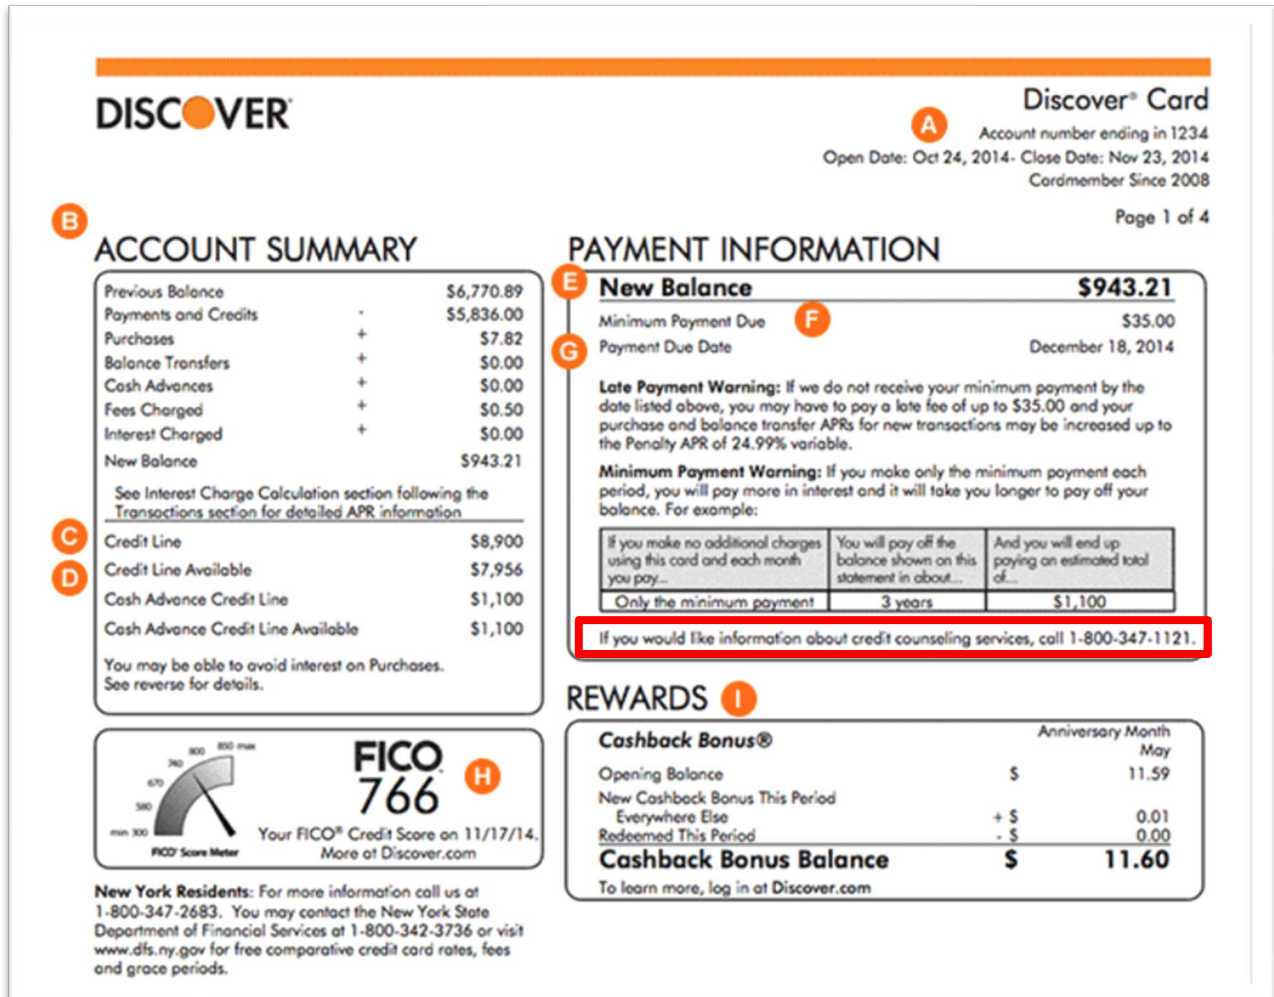 DISCOVER
Discover® Card
A
Account number ending in 1234
Open Date: Oct 24, 2014- Close Date: Nov 23, 2014
Cardmember Since 2008
Page 1 of 4
B
ACCOUNT SUMMARY
Previous Balance $6,770.89
Payments and Credits - $5,836.00
Purchases + $7.82
Balance Transfers + $0.00
Cash Advances + $0.00
Fees Charged + $0.50
Interest Charged + $0.00
New Balance $943.21
See Interest Charge Calculation section following the
Transactions section for detailed APR information
C
Credit Line $8,900
D
Credit Line Available $7,956
Cash Advance Credit Line $1,100
Cash Advance Credit Line Available $1,100
You may be able to avoid interest on Purchases.
See reverse for details.
PAYMENT INFORMATION
E
New Balance $943.21
Minimum Payment Due F $35.00
G
Payment Due Date December 18, 2014
Late Payment Warning: If we do not receive your minimum payment by the
date listed above, you may have to pay a late fee of up to $35.00 and your
purchase and balance transfer APRs for new transactions may be increased up to
the Penalty APR of 24.99% variable.
Minimum Payment Warning: If you make only the minimum payment each
period, you will pay more in interest and it will take you longer to pay off your
balance. For example:
If you make no additional charges
using this card and each month
you pay...
You will pay off the
balance shown on this
statement in about...
And you will end up
paying an estimated total
of...
Only the minimum payment 3 years $1,100
If you would like information about credit counseling services, call 1-800-347-1121.
FICO
766
H
min 300
580
670
740
800
850 max
FICO® Score Meter
Your FICO® Credit Score on 11/17/14.
More at Discover.com
REWARDS I
Cashback Bonus®
Anniversary Month
May
Opening Balance $ 11.59
New Cashback Bonus This Period
Everywhere Else + $ 0.01
Redeemed This Period - $ 0.00
Cashback Bonus Balance $ 11.60
To learn more, log in at Discover.com
New York Residents: For more information call us at
1-800-347-2683. You may contact the New York State
Department of Financial Services at 1-800-342-3736 or visit
www.dfs.ny.gov for free comparative credit card rates, fees
and grace periods.